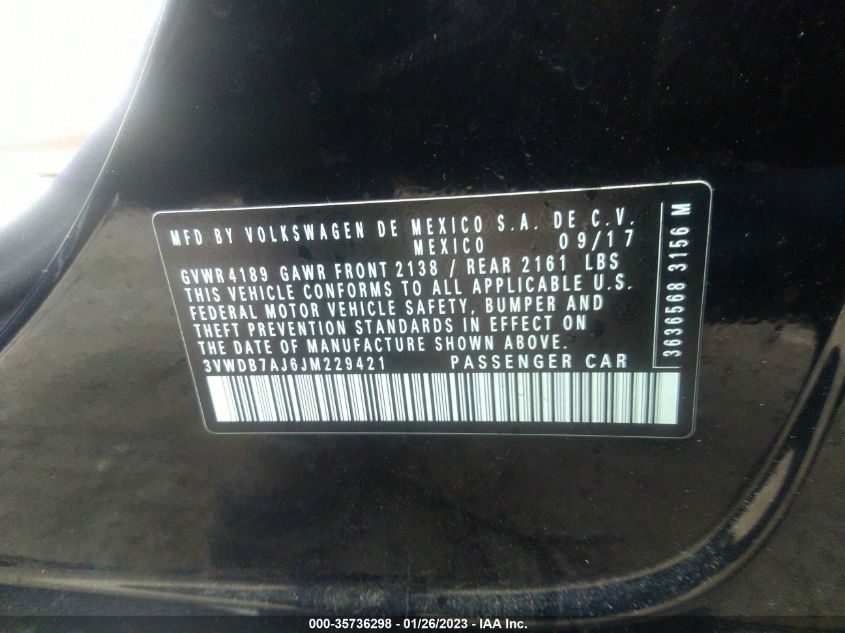 MFD BY VOLKSWAGEN DE MEXICO S.A. DE C.V.
MEXICO 09/17
GVWR 4189 GAWR FRONT 2138 / REAR 2161 LBS
THIS VEHICLE CONFORMS TO ALL APPLICABLE U.S.
FEDERAL MOTOR VEHICLE SAFETY, BUMPER AND
THEFT PREVENTION STANDARDS IN EFFECT ON
THE DATE OF MANUFACTURE SHOWN ABOVE.
3VWDB7AJ6JM229421 PASSENGER CAR
3636568 3156 M
000-35736298 - 01/26/2023 - IAA Inc.